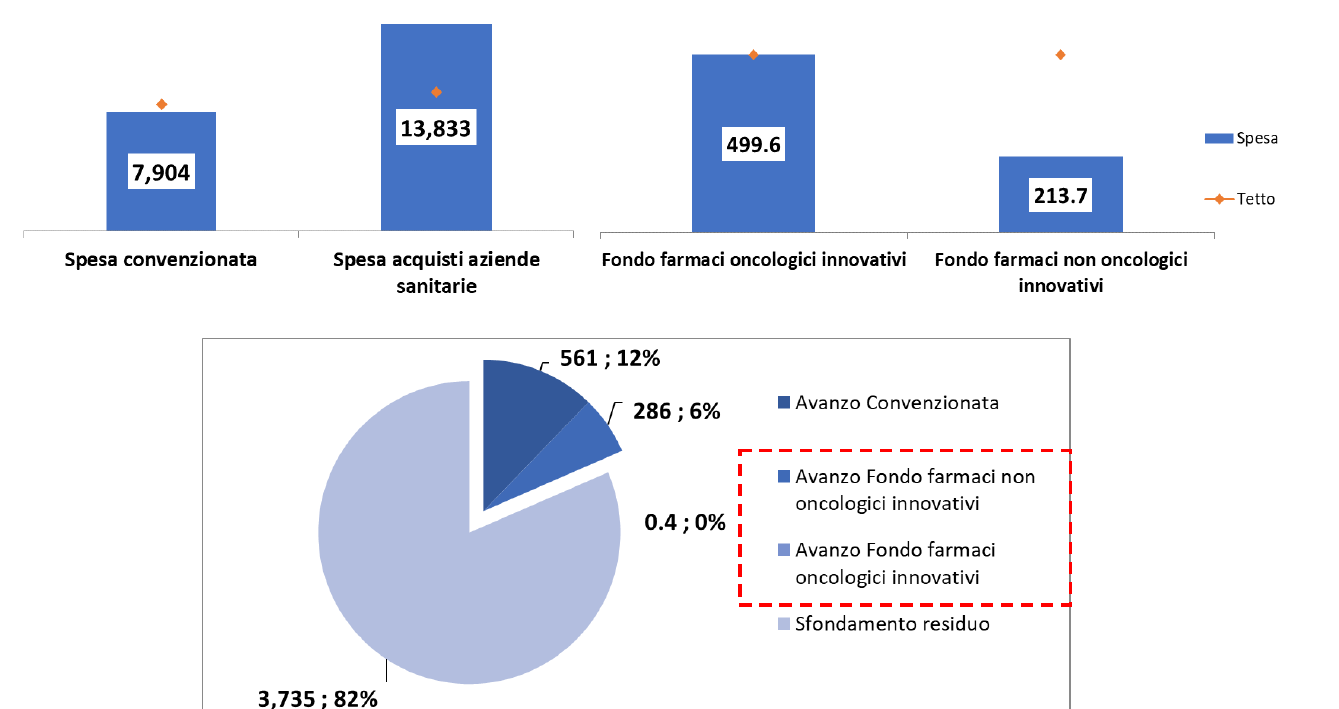 7,904
13,833
499.6
213.7
Spesa
Tetto
Spesa convenzionata
Spesa acquisti aziende
sanitarie
Fondo farmaci oncologici innovativi
Fondo farmaci non oncologici
innovativi
561 ; 12%
286 ; 6%
0.4 ; 0%
3,735 ; 82%
Avanzo Convenzionata
Avanzo Fondo farmaci non
oncologici innovativi
Avanzo Fondo farmaci
oncologici innovativi
Sfondamento residuo